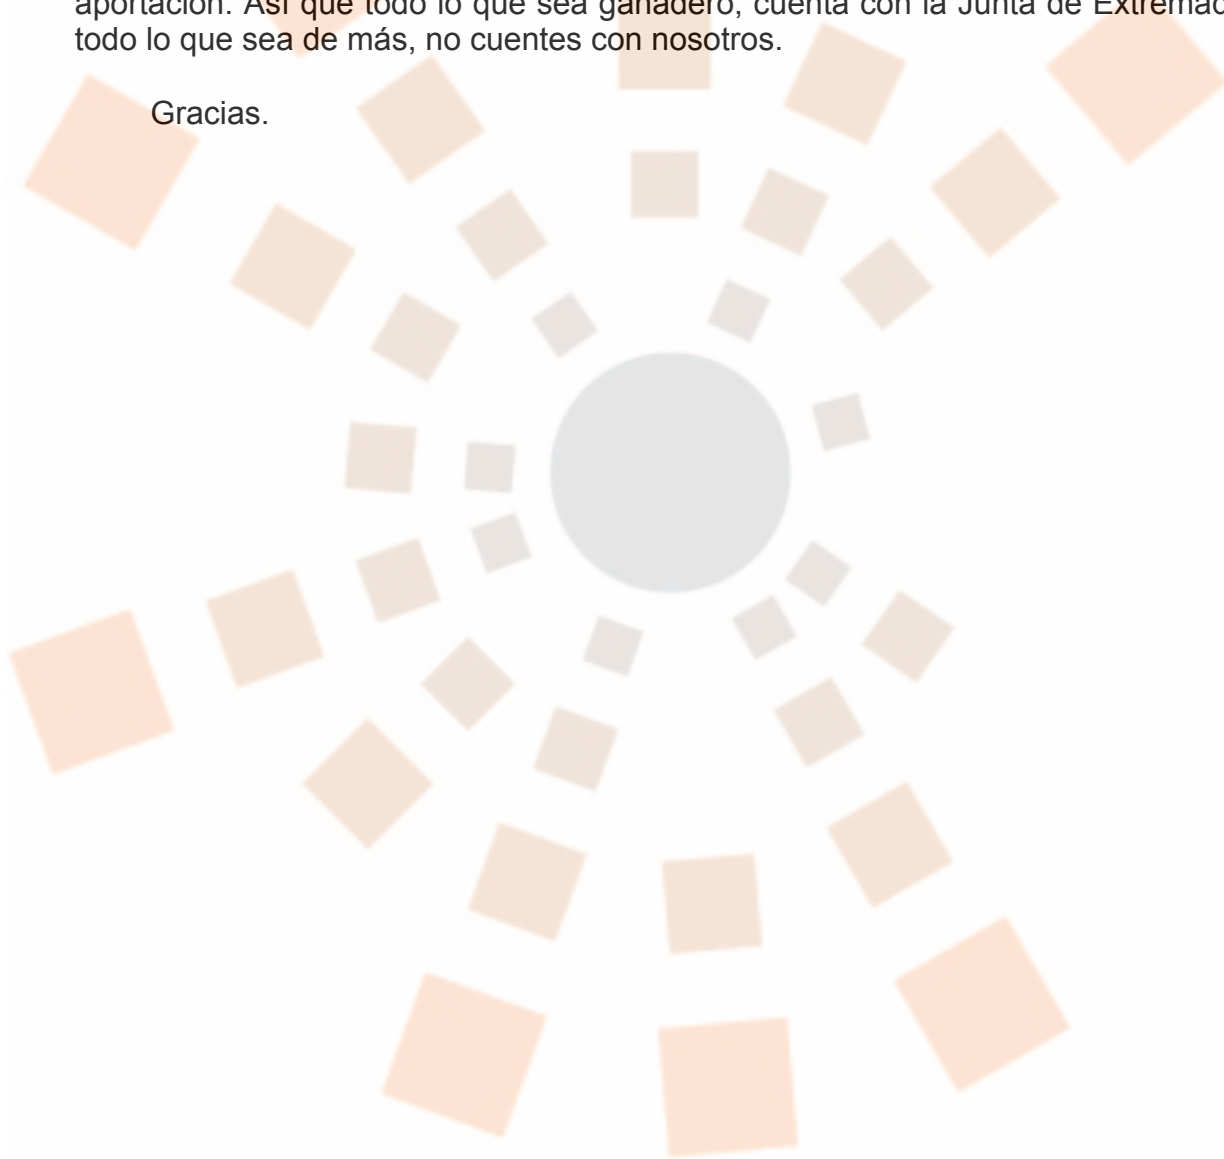 aportación. Así que todo lo que sea ganadero, cuenta con la Junta de
todo lo que sea de más, no cuentes con nosotros.
Gracias.